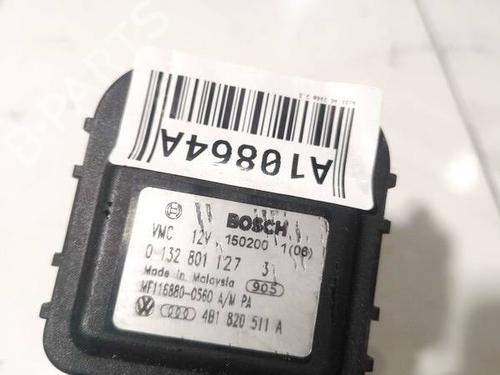 A10864A
BOSCH
VMC 12V 150200 1(06)
0 132 801 127 3
Made in Malaysia 905
MF116880-0560 A/M PA
4B1 820 511 A
B-PARTS